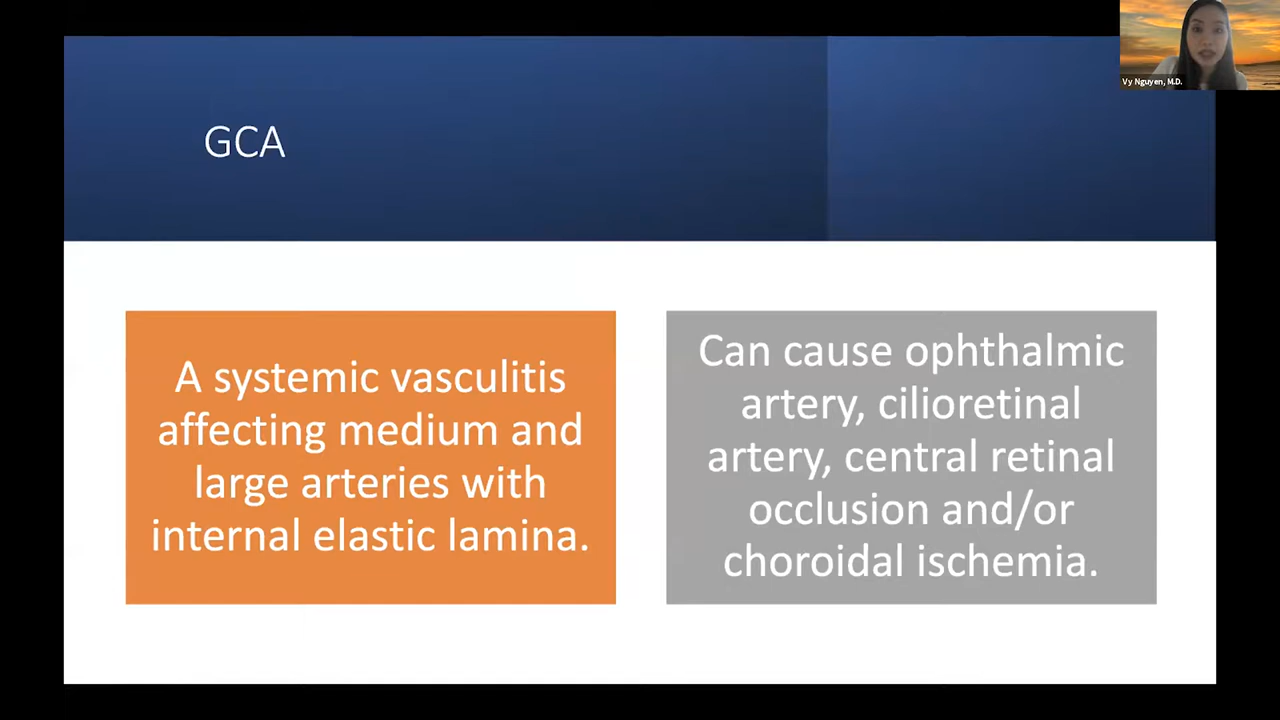 Vy Nguyen, M.D.
GCA
A systemic vasculitis
affecting medium and
large arteries with
internal elastic lamina.
Can cause ophthalmic
artery, cilioretinal
artery, central retinal
occlusion and/or
choroidal ischemia.